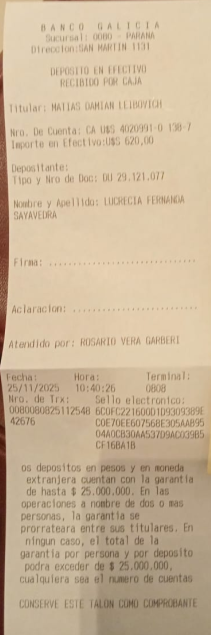 BANCO GALICIA
Sucursal: 0080 - PARANA
Direccion:SAN MARTIN 1131
DEPOSITO EN EFECTIVO
RECIBIDO POR CAJA
Titular: MATIAS DAMIAN LEIBOVICH
Nro. De Cuenta: CA U$S 4020991-0 138-7
Importe en Efectivo:U$S 620,00
Depositante:
Tipo y Nro de Doc: DU 29.121.077
Nombre y Apellido: LUCRECIA FERNANDA
SAYAVEDRA
Firma: ..............................
Aclaracion: .........................
Atendido por: ROSARIO VERA GARBERI
Fecha: Hora: Terminal:
25/11/2025 10:40:26 0808
Nro. de Trx: Sello electronico:
0080080825112548 6C0FC221600D1D9309389E
42676 C0E70EE607568E305AAB95
04A0CB30AA537D9AC039B5
CF16BA1B
os depositos en pesos y en moneda
extranjera cuentan con la garantia
de hasta $ 25.000.000. En las
operaciones a nombre de dos o mas
personas, la garantia se
prorrateara entre sus titulares. En
ningun caso, el total de la
garantia por persona y por deposito
podra exceder de $ 25.000.000,
cualquiera sea el numero de cuentas
CONSERVE ESTE TALON COMO COMPROBANTE